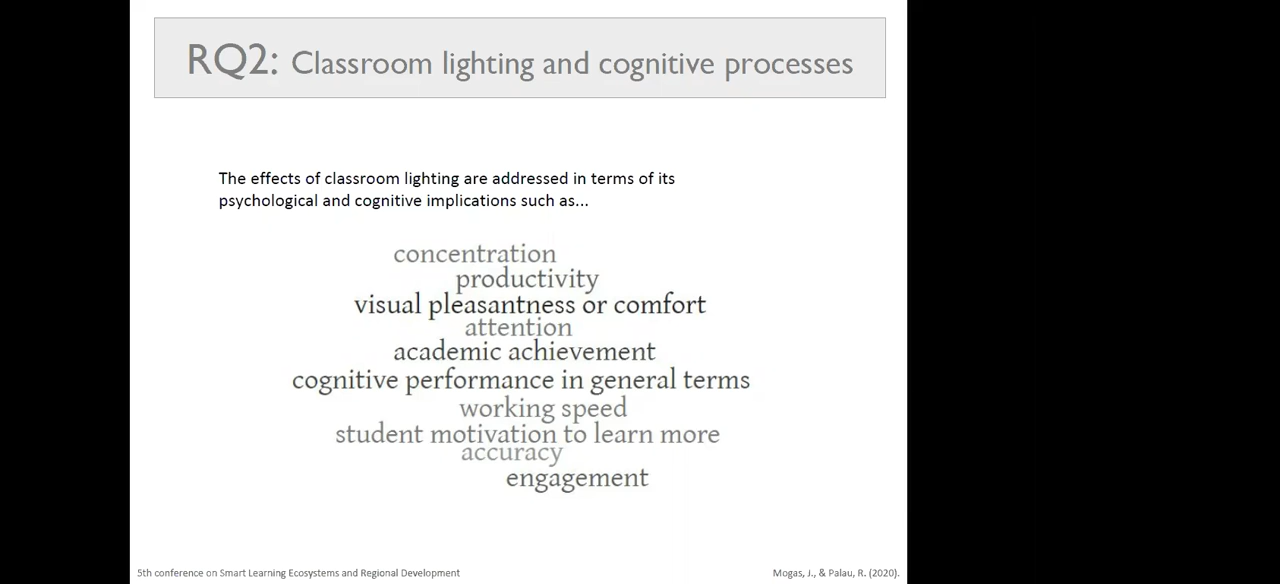 RQ2: Classroom lighting and cognitive processes
The effects of classroom lighting are addressed in terms of its
psychological and cognitive implications such as...
concentration
productivity
visual pleasantness or comfort
attention
academic achievement
cognitive performance in general terms
working speed
student motivation to learn more
accuracy
engagement
5th conference on Smart Learning Ecosystems and Regional Development
Mogas, J., & Palau, R. (2020).